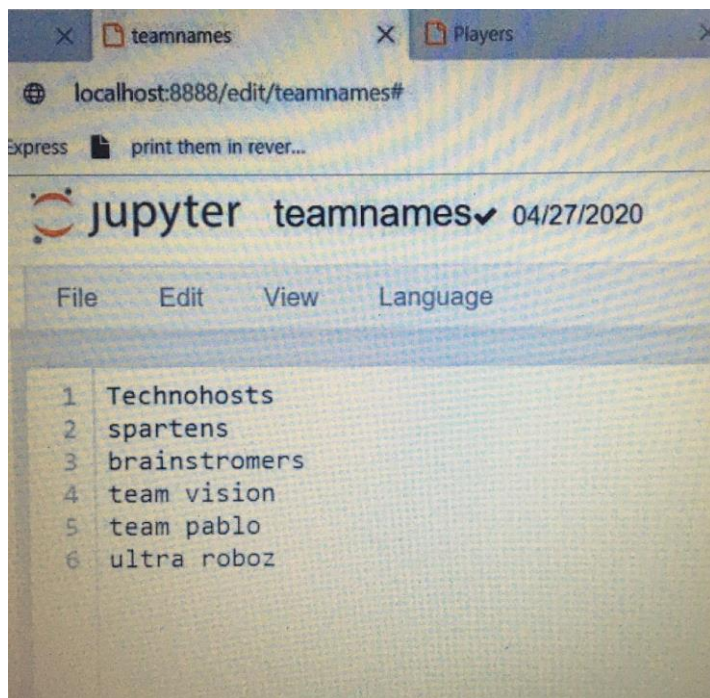 teamnames
Players
localhost:8888/edit/teamnames#
Express print them in rever...
jupyter teamnames 04/27/2020
File Edit View Language
1 Technohosts
2 spartens
3 brainstromers
4 team vision
5 team pablo
6 ultra roboz